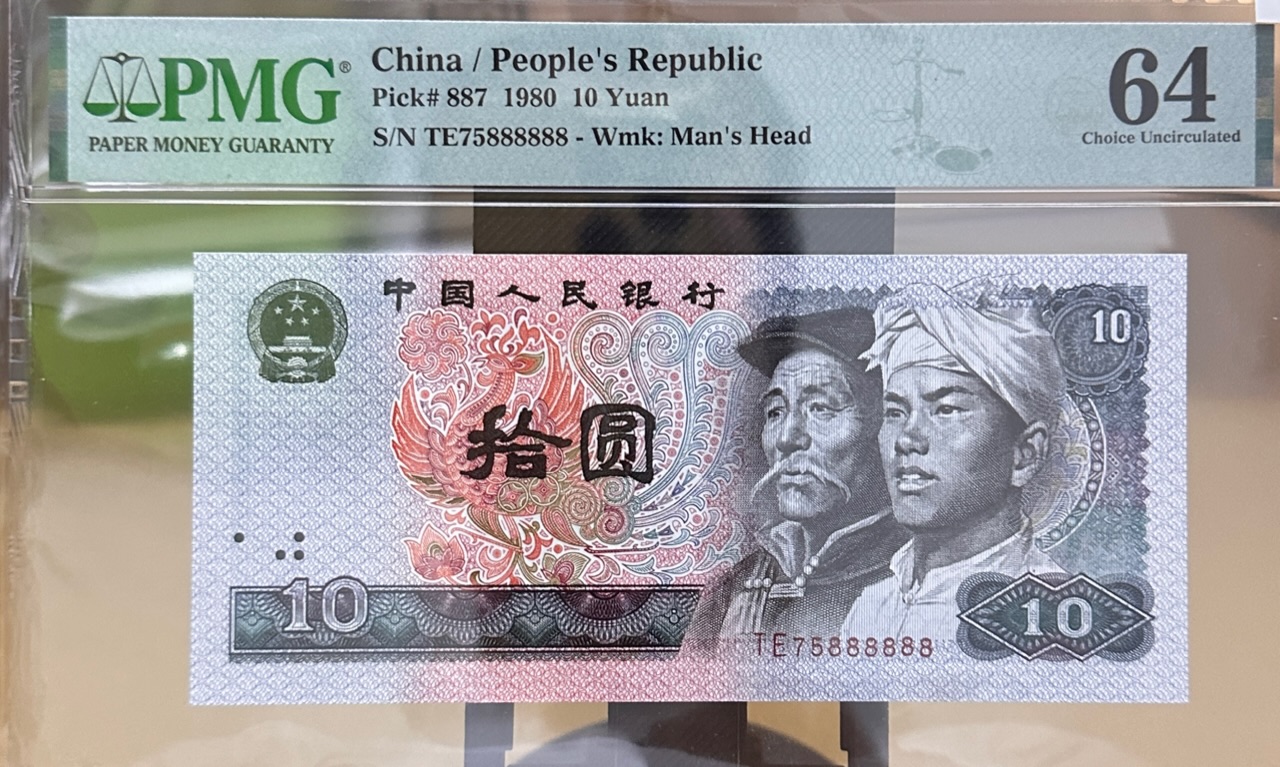 PMG®
PAPER MONEY GUARANTY
China / People's Republic
Pick# 887 1980 10 Yuan
S/N TE75888888 - Wmk: Man's Head
64
Choice Uncirculated
中国人民银行
10
拾圆
10
TE75888888
10